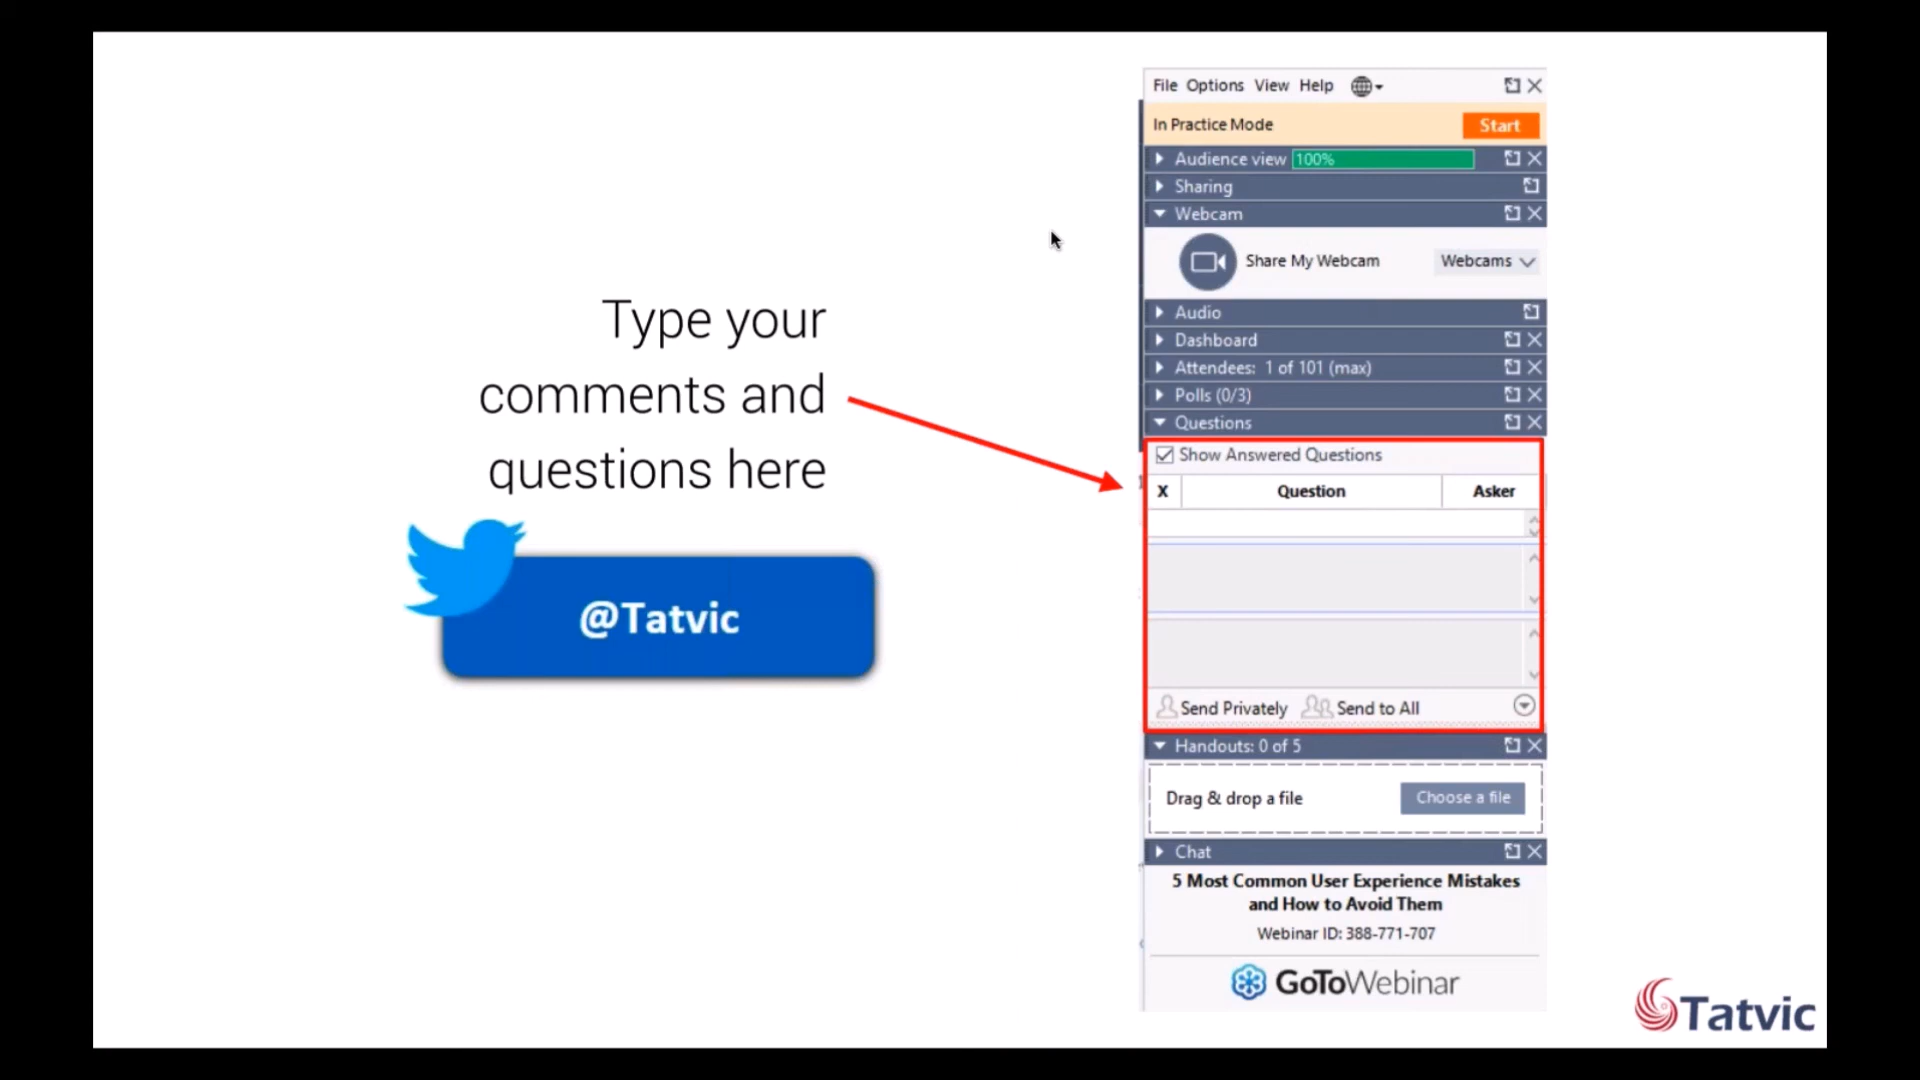 Type your
comments and
questions here
@Tatvic
File Options View Help
In Practice Mode Start
Audience view 100%
Sharing
Webcam
Share My Webcam Webcams
Audio
Dashboard
Attendees: 1 of 101 (max)
Polls (0/3)
Questions
Show Answered Questions
X Question Asker
Send Privately Send to All
Handouts: 0 of 5
Drag & drop a file Choose a file
Chat
5 Most Common User Experience Mistakes
and How to Avoid Them
Webinar ID: 388-771-707
GoToWebinar
Tatvic